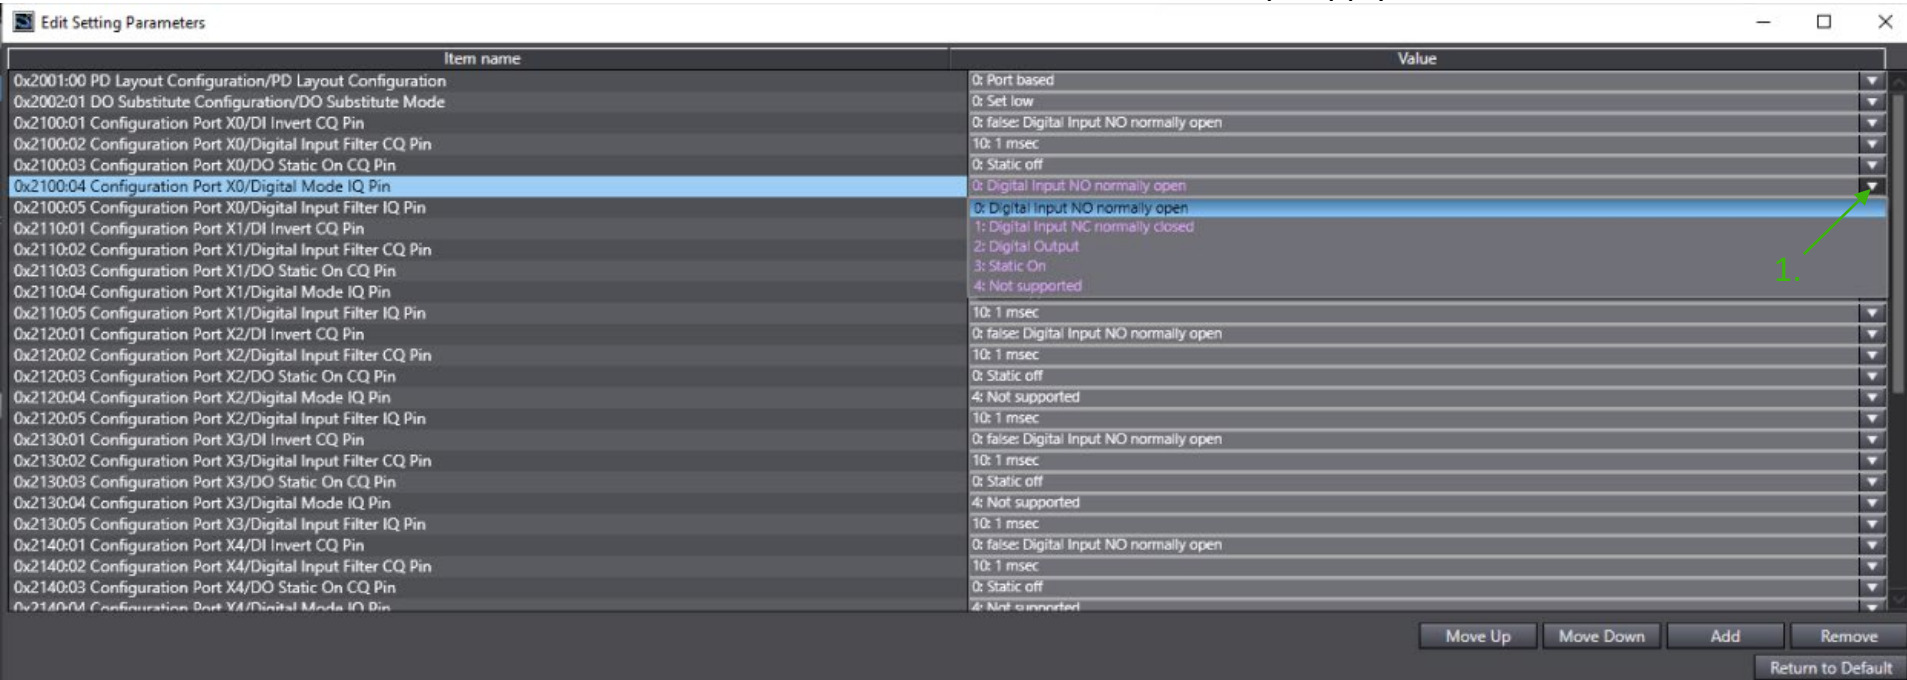 Edit Setting Parameters
Item name Value
0x2001:00 PD Layout Configuration/PD Layout Configuration 0: Port based
0x2002:01 DO Substitute Configuration/DO Substitute Mode 0: Set low
0x2100:01 Configuration Port X0/DI Invert CQ Pin 0: false: Digital Input NO normally open
0x2100:02 Configuration Port X0/Digital Input Filter CQ Pin 10: 1 msec
0x2100:03 Configuration Port X0/DO Static On CQ Pin 0: Static off
0x2100:04 Configuration Port X0/Digital Mode IQ Pin 0: Digital Input NO normally open
0x2100:05 Configuration Port X0/Digital Input Filter IQ Pin 0: Digital Input NO normally open
0x2110:01 Configuration Port X1/DI Invert CQ Pin 1: Digital Input NC normally closed
0x2110:02 Configuration Port X1/Digital Input Filter CQ Pin 2: Digital Output
0x2110:03 Configuration Port X1/DO Static On CQ Pin 3: Static On 1.
0x2110:04 Configuration Port X1/Digital Mode IQ Pin 4: Not supported
0x2110:05 Configuration Port X1/Digital Input Filter IQ Pin 10: 1 msec
0x2120:01 Configuration Port X2/DI Invert CQ Pin 0: false: Digital Input NO normally open
0x2120:02 Configuration Port X2/Digital Input Filter CQ Pin 10: 1 msec
0x2120:03 Configuration Port X2/DO Static On CQ Pin 0: Static off
0x2120:04 Configuration Port X2/Digital Mode IQ Pin 4: Not supported
0x2120:05 Configuration Port X2/Digital Input Filter IQ Pin 10: 1 msec
0x2130:01 Configuration Port X3/DI Invert CQ Pin 0: false: Digital Input NO normally open
0x2130:02 Configuration Port X3/Digital Input Filter CQ Pin 10: 1 msec
0x2130:03 Configuration Port X3/DO Static On CQ Pin 0: Static off
0x2130:04 Configuration Port X3/Digital Mode IQ Pin 4: Not supported
0x2130:05 Configuration Port X3/Digital Input Filter IQ Pin 10: 1 msec
0x2140:01 Configuration Port X4/DI Invert CQ Pin 0: false: Digital Input NO normally open
0x2140:02 Configuration Port X4/Digital Input Filter CQ Pin 10: 1 msec
0x2140:03 Configuration Port X4/DO Static On CQ Pin 0: Static off
0x2140:04 Configuration Port X4/Digital Mode IQ Pin 4: Not supported
Move Up Move Down Add Remove
Return to Default